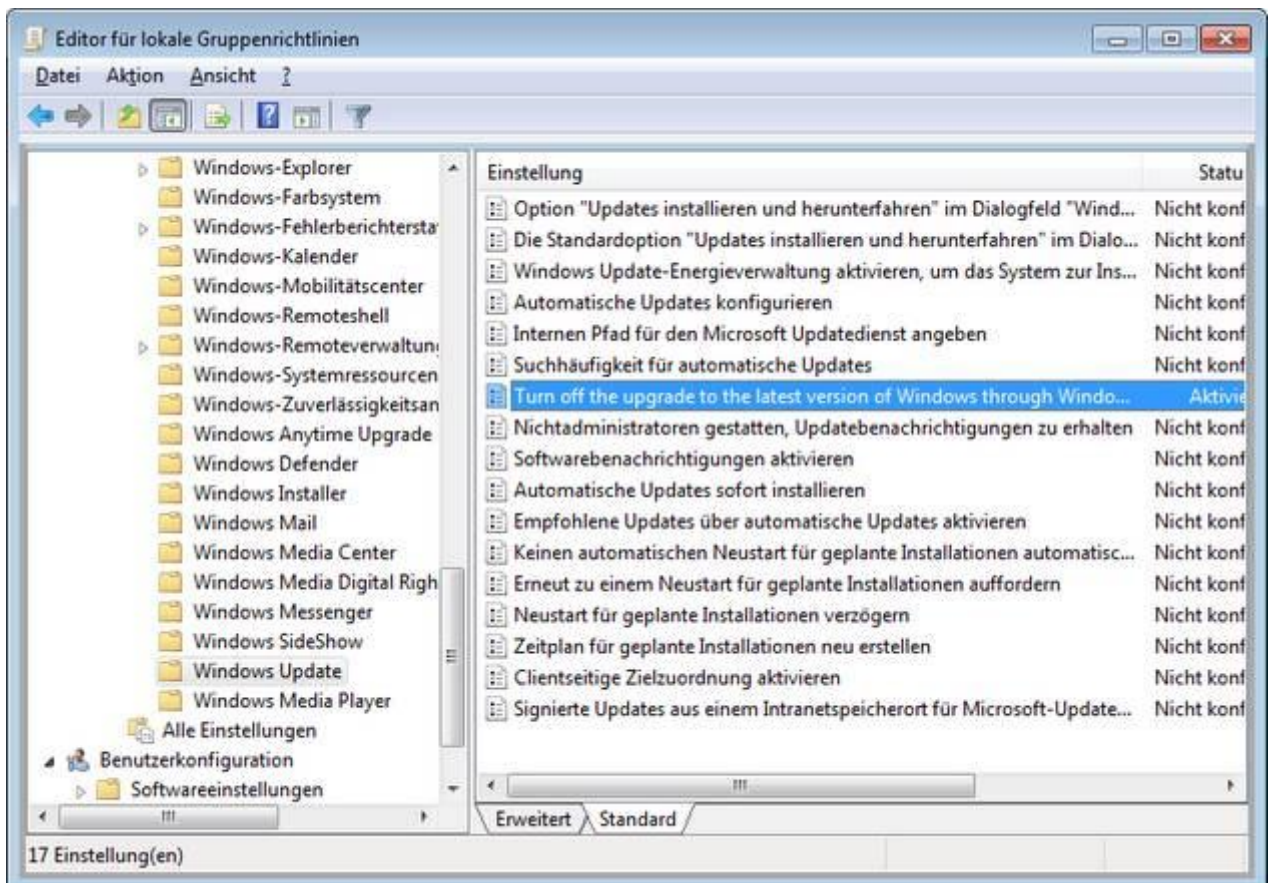 Editor für lokale Gruppenrichtlinien
Datei Aktion Ansicht ?
Windows-Explorer
Windows-Farbsystem
Windows-Fehlerberichtersta
Windows-Kalender
Windows-Mobilitätscenter
Windows-Remoteshell
Windows-Remoteverwaltun
Windows-Systemressourcen
Windows-Zuverlässigkeitsan
Windows Anytime Upgrade
Windows Defender
Windows Installer
Windows Mail
Windows Media Center
Windows Media Digital Righ
Windows Messenger
Windows SideShow
Windows Update
Windows Media Player
Alle Einstellungen
Benutzerkonfiguration
Softwareeinstellungen
Einstellung Statu
Option "Updates installieren und herunterfahren" im Dialogfeld "Wind... Nicht konf
Die Standardoption "Updates installieren und herunterfahren" im Dialo... Nicht konf
Windows Update-Energieverwaltung aktivieren, um das System zur Ins... Nicht konf
Automatische Updates konfigurieren Nicht konf
Internen Pfad für den Microsoft Updatedienst angeben Nicht konf
Suchhäufigkeit für automatische Updates Nicht konf
Turn off the upgrade to the latest version of Windows through Windo... Aktivie
Nichtadministratoren gestatten, Updatebenachrichtigungen zu erhalten Nicht konf
Softwarebenachrichtigungen aktivieren Nicht konf
Automatische Updates sofort installieren Nicht konf
Empfohlene Updates über automatische Updates aktivieren Nicht konf
Keinen automatischen Neustart für geplante Installationen automatisc... Nicht konf
Erneut zu einem Neustart für geplante Installationen auffordern Nicht konf
Neustart für geplante Installationen verzögern Nicht konf
Zeitplan für geplante Installationen neu erstellen Nicht konf
Clientseitige Zielzuordnung aktivieren Nicht konf
Signierte Updates aus einem Intranetspeicherort für Microsoft-Update... Nicht konf
Erweitert Standard
17 Einstellung(en)